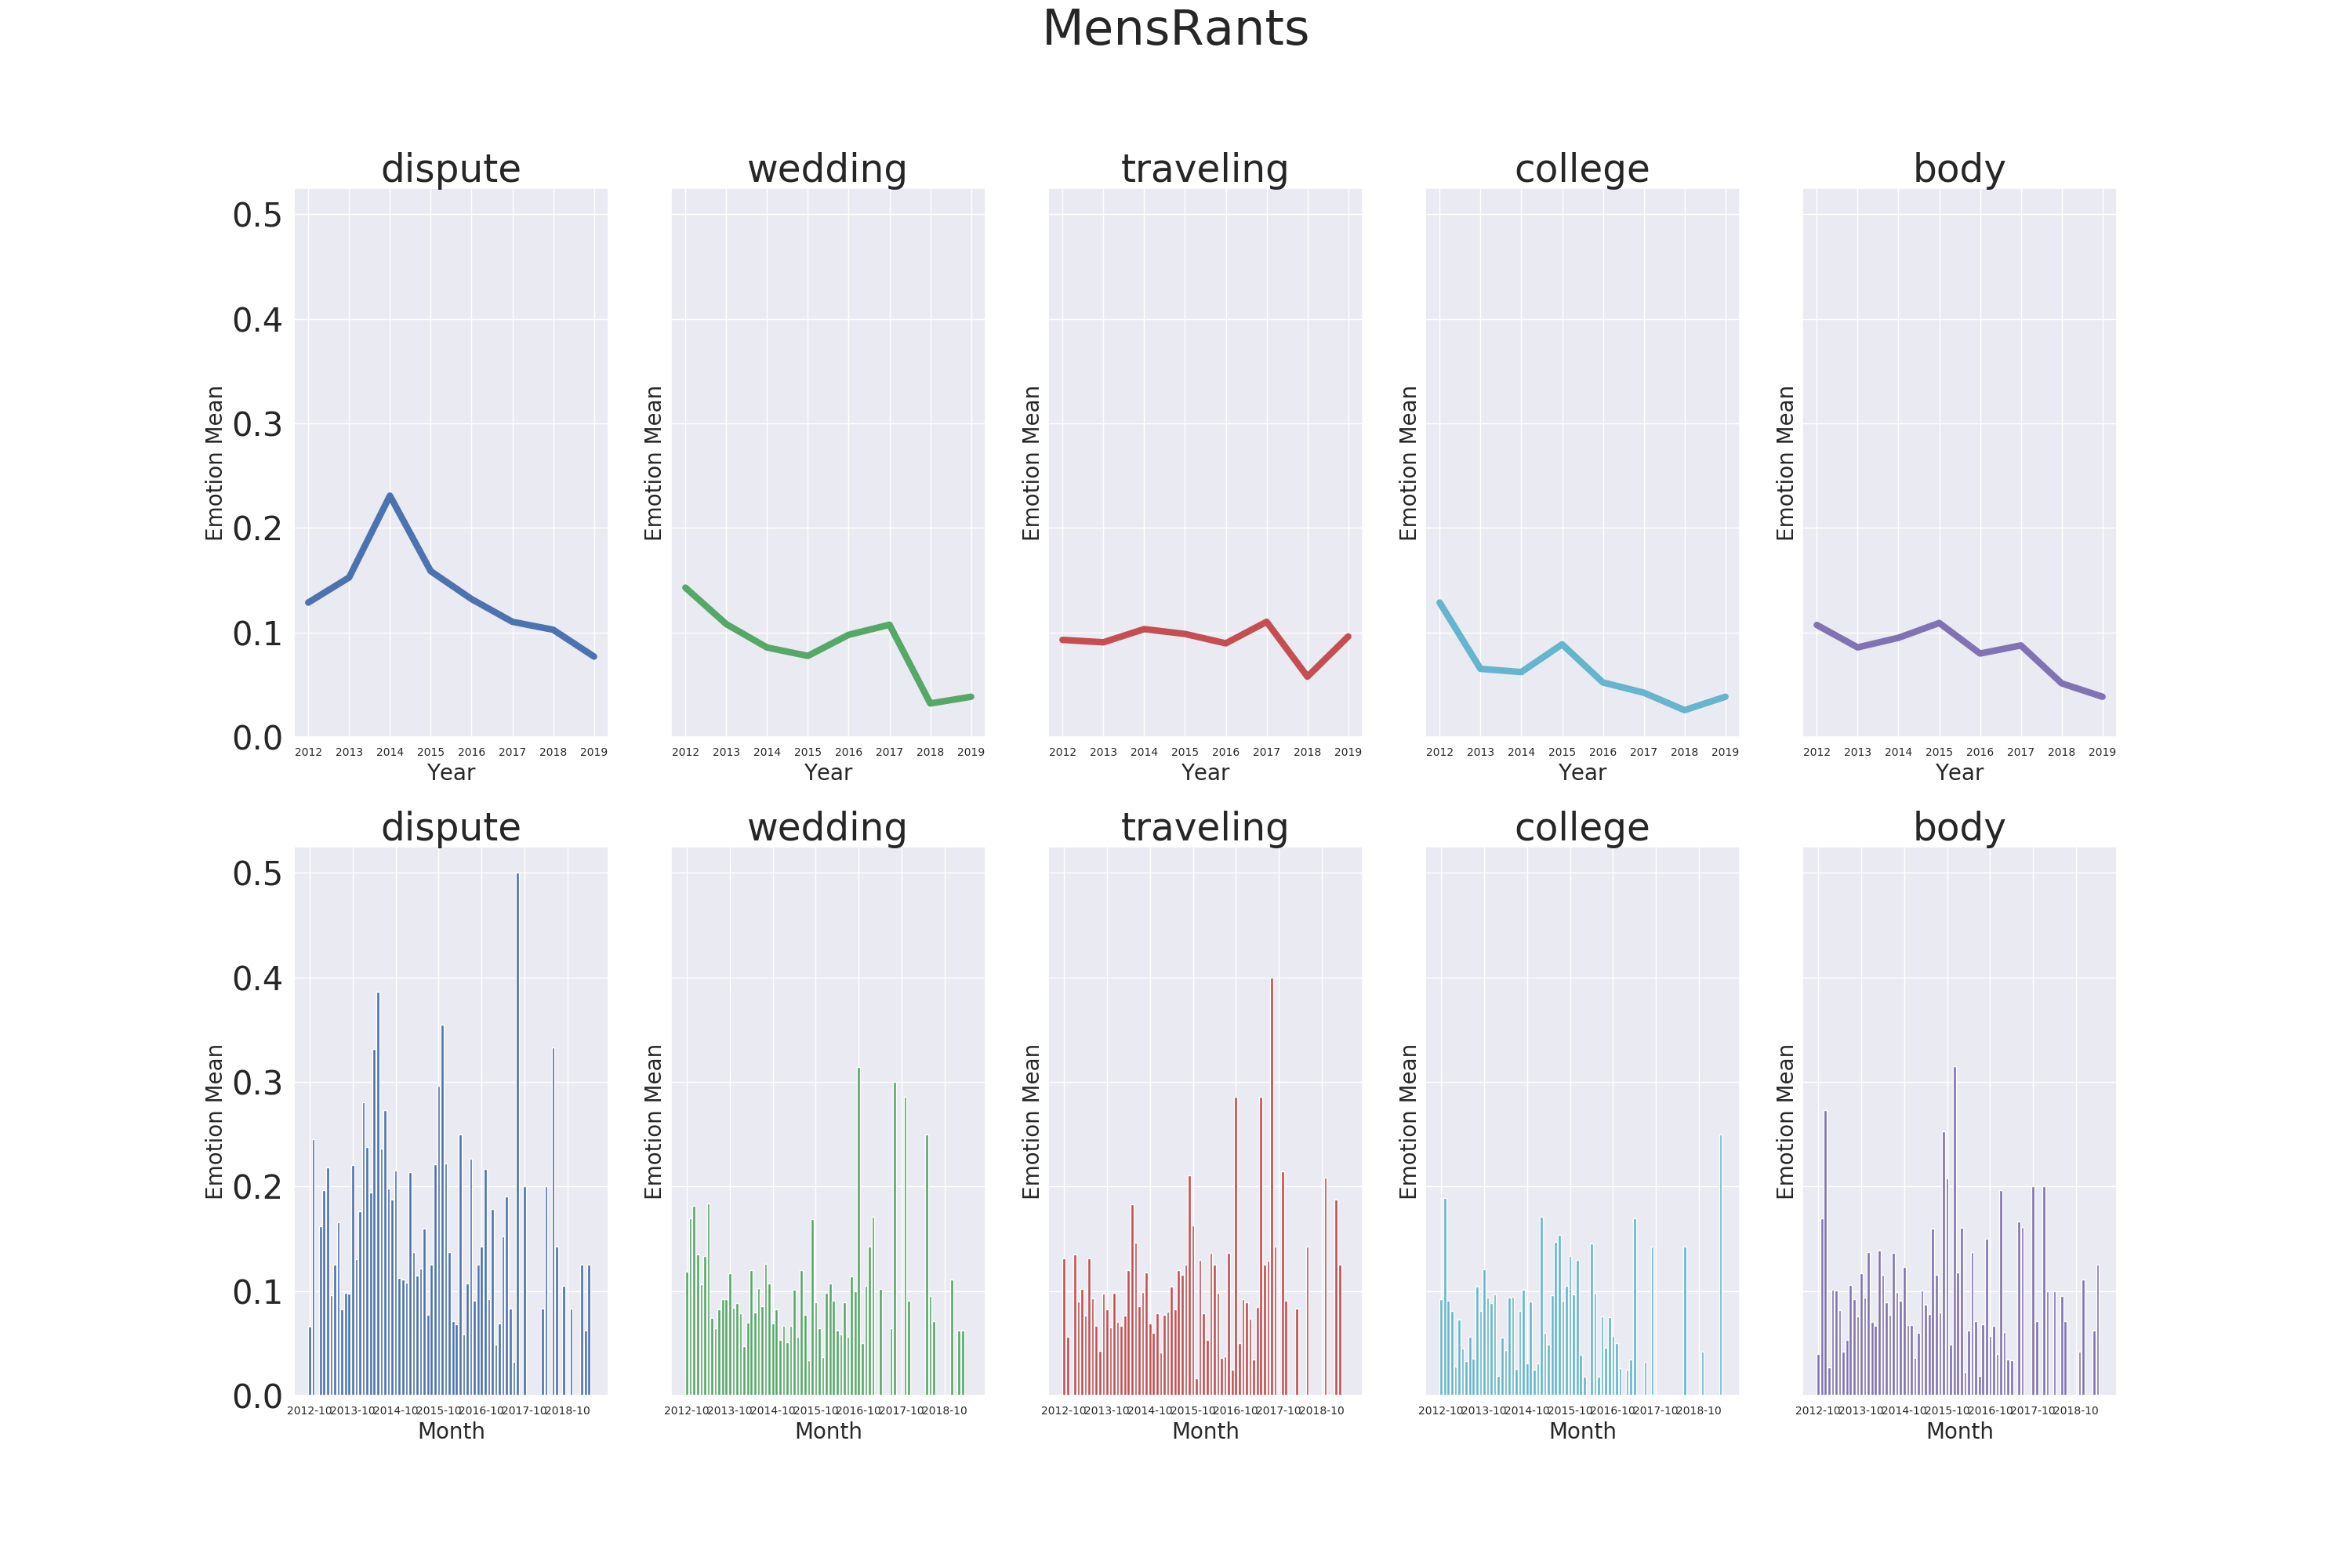 MensRants
dispute wedding traveling college body
0.5
0.4
0.3
0.2
0.1
0.0
Emotion Mean Emotion Mean Emotion Mean Emotion Mean Emotion Mean
2012 2013 2014 2015 2016 2017 2018 2019 2012 2013 2014 2015 2016 2017 2018 2019 2012 2013 2014 2015 2016 2017 2018 2019 2012 2013 2014 2015 2016 2017 2018 2019 2012 2013 2014 2015 2016 2017 2018 2019
Year Year Year Year Year
dispute wedding traveling college body
0.5
0.4
0.3
0.2
0.1
0.0
Emotion Mean Emotion Mean Emotion Mean Emotion Mean Emotion Mean
2012-10 2013-10 2014-10 2015-10 2016-10 2017-10 2018-10 2012-10 2013-10 2014-10 2015-10 2016-10 2017-10 2018-10 2012-10 2013-10 2014-10 2015-10 2016-10 2017-10 2018-10 2012-10 2013-10 2014-10 2015-10 2016-10 2017-10 2018-10 2012-10 2013-10 2014-10 2015-10 2016-10 2017-10 2018-10
Month Month Month Month Month